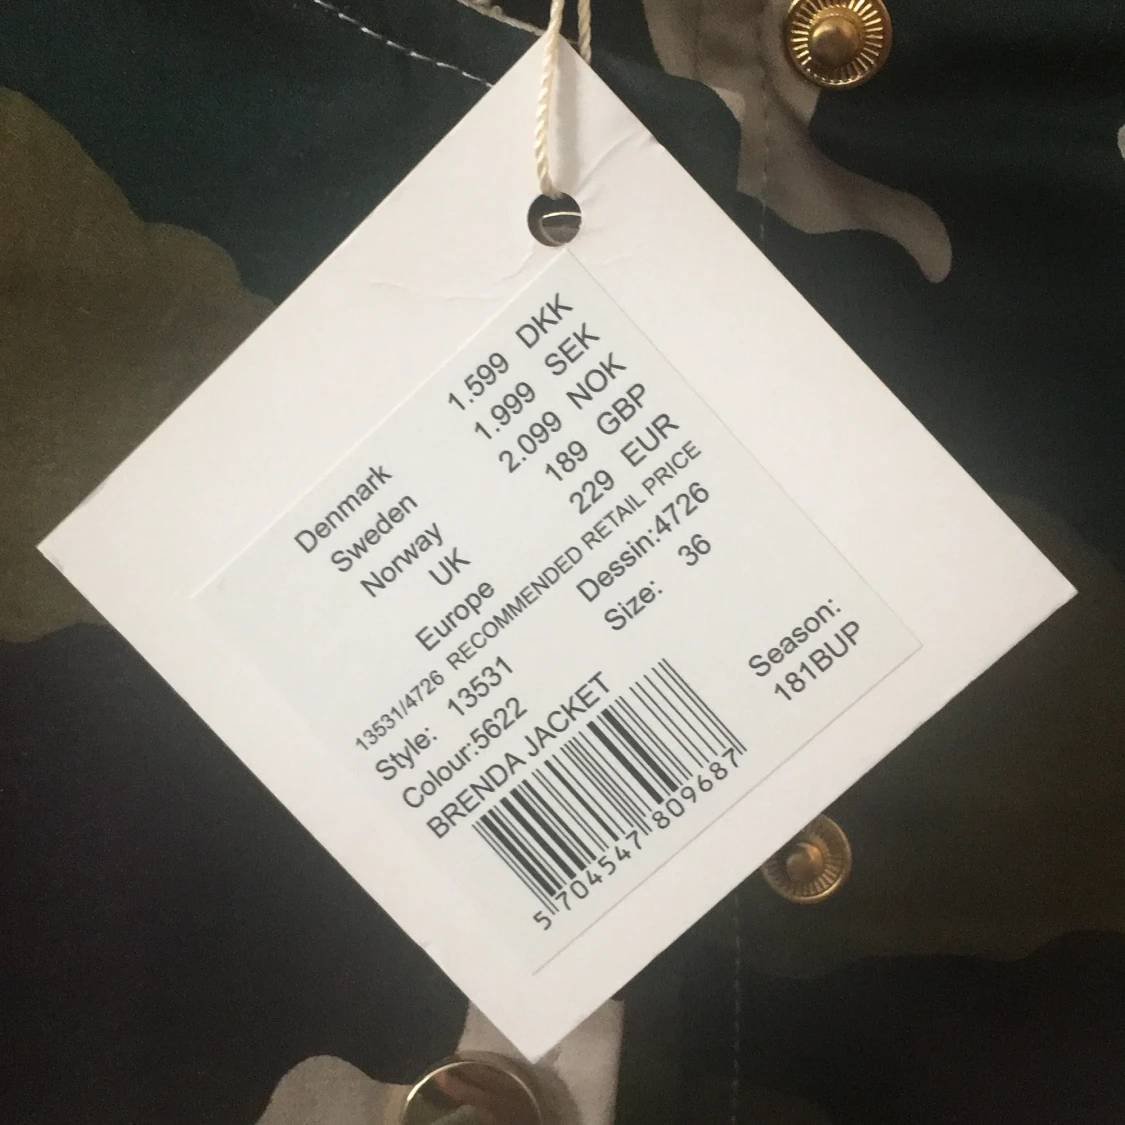 Denmark 1.599 DKK
Sweden 1.999 SEK
Norway 2.099 NOK
UK 189 GBP
Europe 229 EUR
13531/4726 RECOMMENDED RETAIL PRICE
Style: 13531 Dessin:4726
Colour:5622 Size: 36
BRENDA JACKET
5 704547 809687
Season:
181BUP